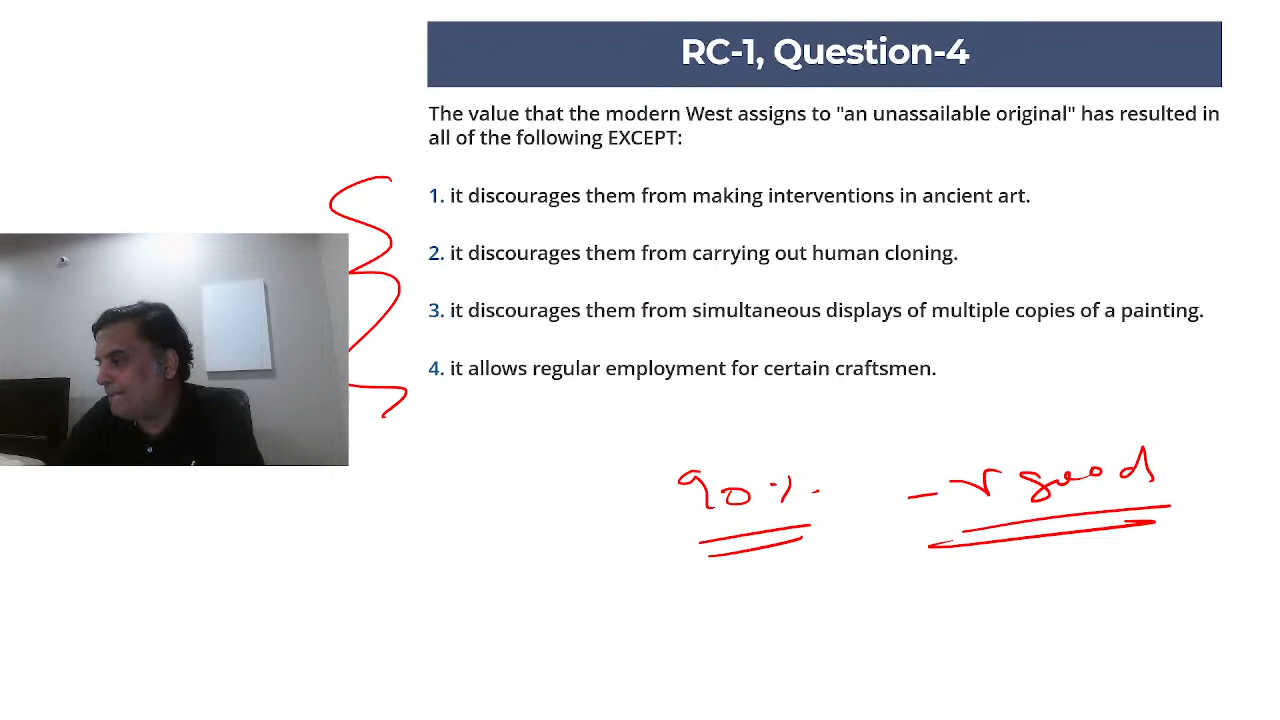 RC-1, Question-4
The value that the modern West assigns to "an unassailable original" has resulted in
all of the following EXCEPT:
1. it discourages them from making interventions in ancient art.
2. it discourages them from carrying out human cloning.
3. it discourages them from simultaneous displays of multiple copies of a painting.
4. it allows regular employment for certain craftsmen.
90%. - v good